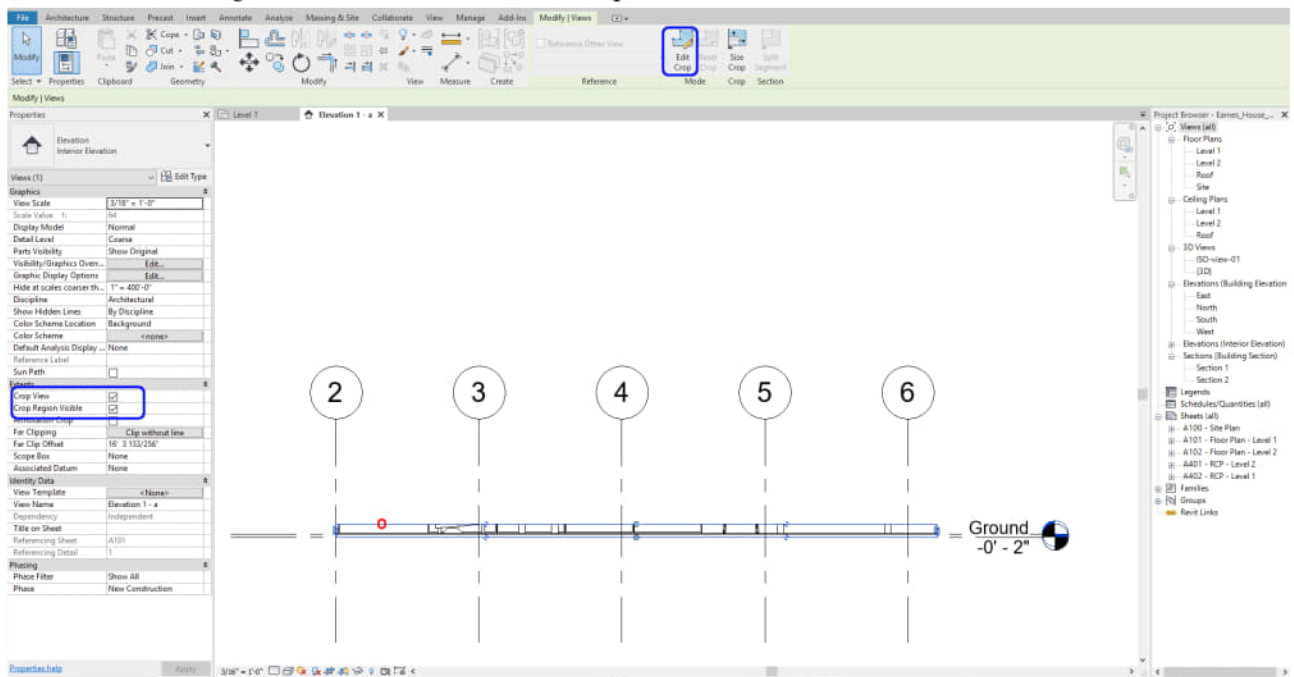 File Architecture Structure Precast Insert Annotate Analyze Massing & Site Collaborate View Manage Add-Ins Modify | Views
Modify
Paste
Cope
Cut
Join
Reference Other View
Edit Crop
Reset Crop
Size Crop
Split Segment
Select Properties Clipboard Geometry Modify View Measure Create Reference Mode Crop Section
Modify | Views
Properties X
Level 1
Elevation 1 - a X
Project Browser - Eames_House_... X
Elevation
Interior Elevation
Views (1) Edit Type
Graphics
View Scale 3/16" = 1'-0"
Scale Value 1: 64
Display Model Normal
Detail Level Coarse
Parts Visibility Show Original
Visibility/Graphics Overr... Edit...
Graphic Display Options Edit...
Hide at scales coarser th... 1" = 400'-0"
Discipline Architectural
Show Hidden Lines By Discipline
Color Scheme Location Background
Color Scheme <none>
Default Analysis Display ... None
Reference Label
Sun Path
Extents
Crop View
Crop Region Visible
Annotation Crop
Far Clipping Clip without line
Far Clip Offset 16' 3 133/256"
Scope Box None
Associated Datum None
Identity Data
View Template <None>
View Name Elevation 1 - a
Dependency Independent
Title on Sheet
Referencing Sheet A101
Referencing Detail 1
Phasing
Phase Filter Show All
Phase New Construction
Properties help Apply
2 3 4 5 6
Ground
-0' - 2"
3/16" = 1'-0"
Views (all)
Floor Plans
Level 1
Level 2
Roof
Site
Ceiling Plans
Level 1
Level 2
Roof
3D Views
ISO-view-01
{3D}
Elevations (Building Elevation
East
North
South
West
Elevations (Interior Elevation)
Sections (Building Section)
Section 1
Section 2
Legends
Schedules/Quantities (all)
Sheets (all)
A100 - Site Plan
A101 - Floor Plan - Level 1
A102 - Floor Plan - Level 2
A401 - RCP - Level 2
A402 - RCP - Level 1
Families
Groups
Revit Links